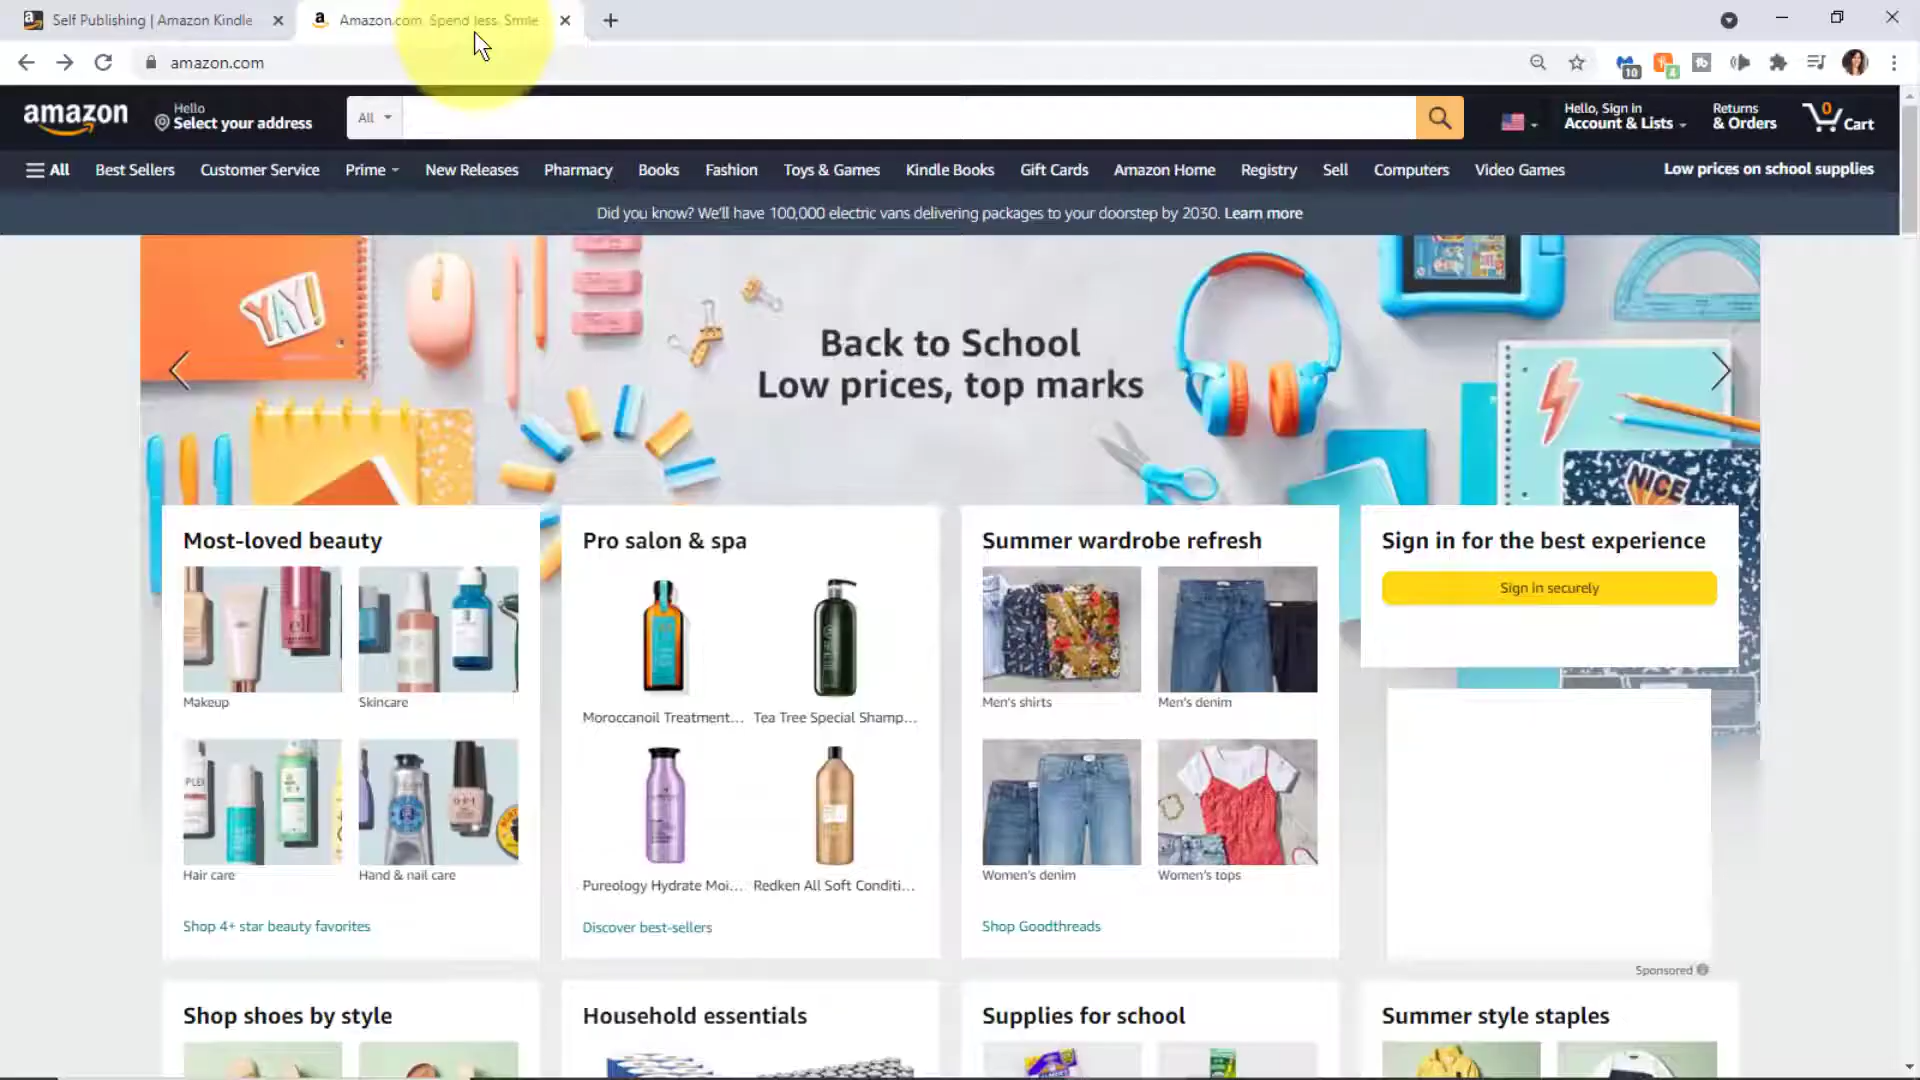 Self Publishing | Amazon Kindle
Amazon.com. Spend less. Smile
amazon.com
10
4
amazon
Hello
Select your address
All
Hello, Sign in
Account & Lists
Returns
& Orders
0
Cart
All
Best Sellers
Customer Service
Prime
New Releases
Pharmacy
Books
Fashion
Toys & Games
Kindle Books
Gift Cards
Amazon Home
Registry
Sell
Computers
Video Games
Low prices on school supplies
Did you know? We'll have 100,000 electric vans delivering packages to your doorstep by 2030. Learn more
YAY!
Back to School
Low prices, top marks
NICE
Most-loved beauty
Makeup
Skincare
Hair care
Hand & nail care
Shop 4+ star beauty favorites
Pro salon & spa
Moroccanoil Treatment...
Tea Tree Special Shamp...
Pureology Hydrate Moi...
Redken All Soft Conditi...
Discover best-sellers
Summer wardrobe refresh
Men's shirts
Men's denim
Women's denim
Women's tops
Shop Goodthreads
Sign in for the best experience
Sign in securely
Sponsored
Shop shoes by style
Household essentials
Supplies for school
Summer style staples